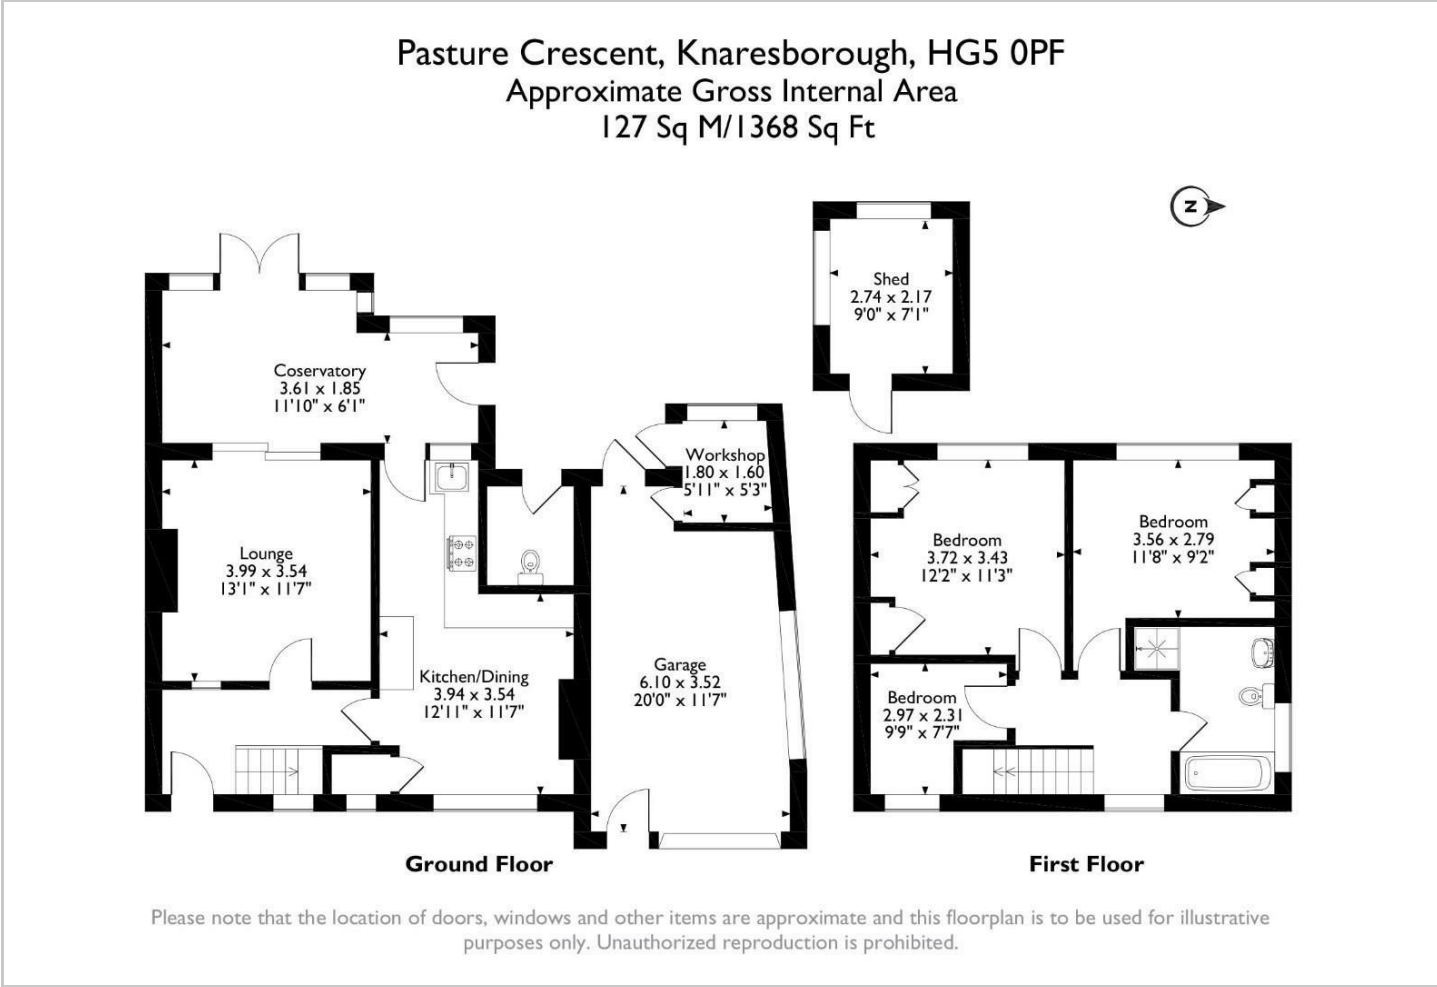 Pasture Crescent, Knaresborough, HG5 0PF
Approximate Gross Internal Area
127 Sq M/1368 Sq Ft
N
Shed
2.74 x 2.17
9'0" x 7'1"
Coservatory
3.61 x 1.85
11'10" x 6'1"
Workshop
1.80 x 1.60
5'11" x 5'3"
Lounge
3.99 x 3.54
13'1" x 11'7"
Kitchen/Dining
3.94 x 3.54
12'11" x 11'7"
Garage
6.10 x 3.52
20'0" x 11'7"
Bedroom
3.72 x 3.43
12'2" x 11'3"
Bedroom
3.56 x 2.79
11'8" x 9'2"
Bedroom
2.97 x 2.31
9'9" x 7'7"
Ground Floor
First Floor
Please note that the location of doors, windows and other items are approximate and this floorplan is to be used for illustrative
purposes only. Unauthorized reproduction is prohibited.